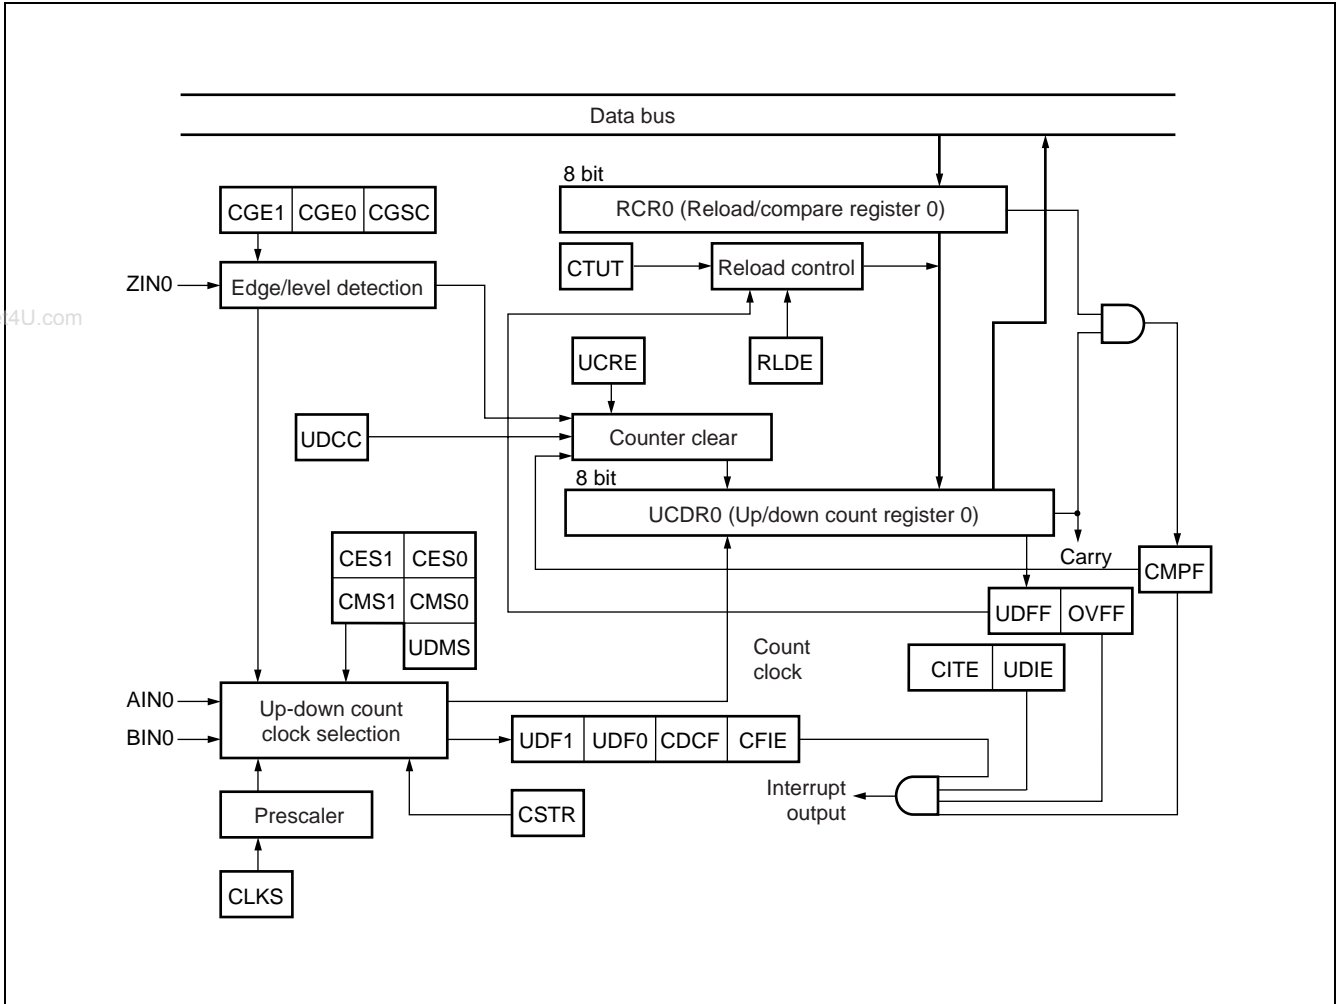 Data bus
8 bit
CGE1 CGE0 CGSC
RCR0 (Reload/compare register 0)
CTUT
Reload control
ZIN0
Edge/level detection
4U.com
UCRE
RLDE
UDCC
Counter clear
8 bit
UCDR0 (Up/down count register 0)
CES1 CES0
Carry
CMPF
CMS1 CMS0
UDFF OVFF
UDMS
Count
clock
CITE UDIE
AIN0
Up-down count
clock selection
BIN0
UDF1 UDF0 CDCF CFIE
Interrupt
output
Prescaler
CSTR
CLKS